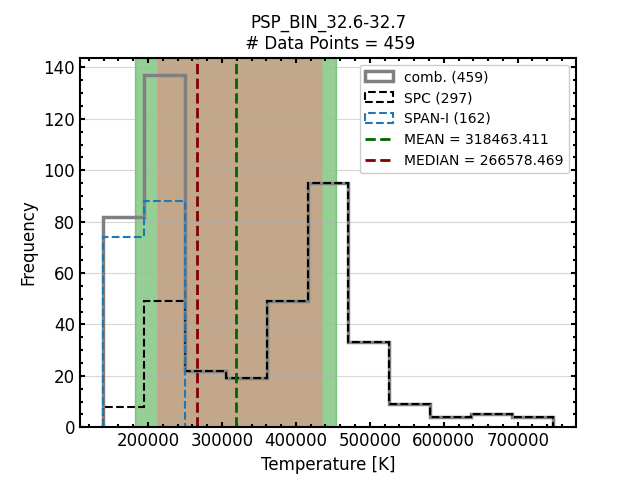 PSP_BIN_32.6-32.7
# Data Points = 459
140
120
100
80
60
40
20
0
Frequency
comb. (459)
SPC (297)
SPAN-I (162)
MEAN = 318463.411
MEDIAN = 266578.469
200000 300000 400000 500000 600000 700000
Temperature [K]